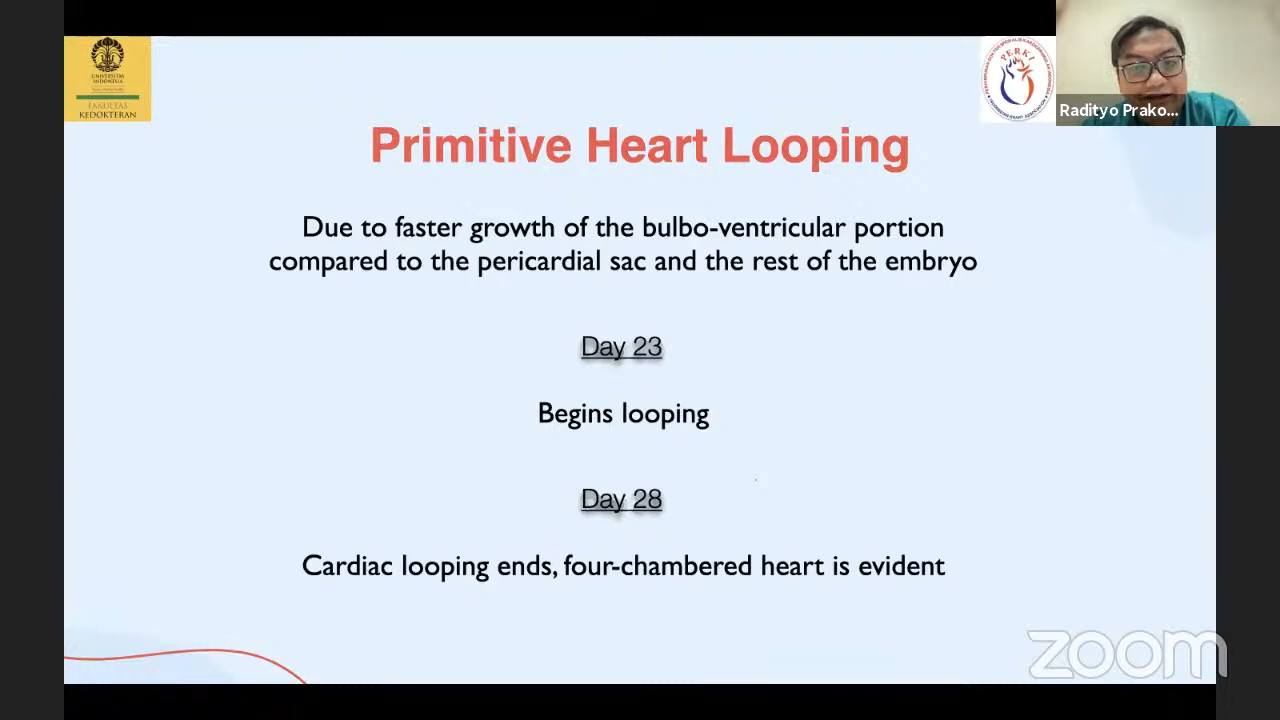 UNIVERSITAS
INDONESIA
FAKULTAS
KEDOKTERAN
PERKI
Radityo Prako...
Primitive Heart Looping
Due to faster growth of the bulbo-ventricular portion
compared to the pericardial sac and the rest of the embryo
Day 23
Begins looping
Day 28
Cardiac looping ends, four-chambered heart is evident
zoom